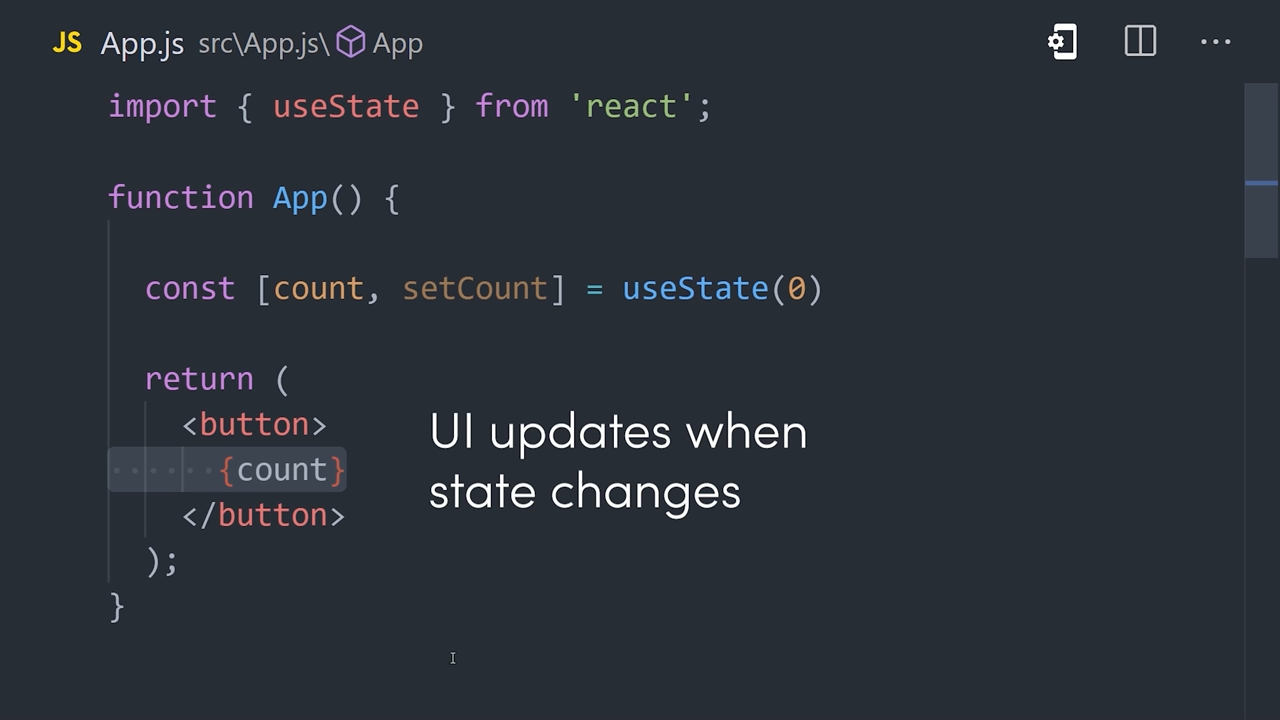 JS App.js src\App.js\ App
import { useState } from 'react';
function App() {
const [count, setCount] = useState(0)
return (
<button>
{count}
</button>
);
}
UI updates when
state changes